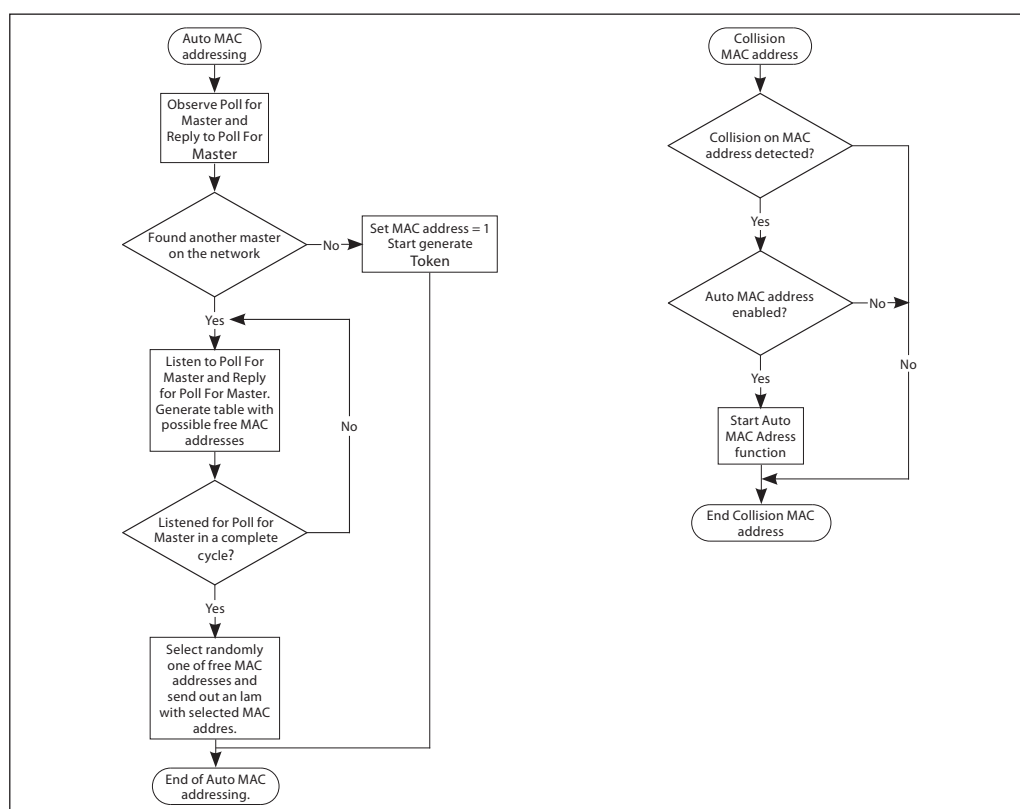 Auto MAC
addressing
Observe Poll for
Master and
Reply to Poll For
Master
Found another master
on the network
No
Set MAC address = 1
Start generate
Token
Yes
Listen to Poll For
Master and Reply
for Poll For Master.
Generate table with
possible free MAC
addresses
No
Listened for Poll for
Master in a complete
cycle?
Yes
Select randomly
one of free MAC
addresses and
send out an Iam
with selected MAC
addres.
End of Auto MAC
addressing.
Collision
MAC address
Collision on MAC
address detected?
Yes
Auto MAC address
enabled?
No
No
Yes
Start Auto
MAC Adress
function
End Collision MAC
address